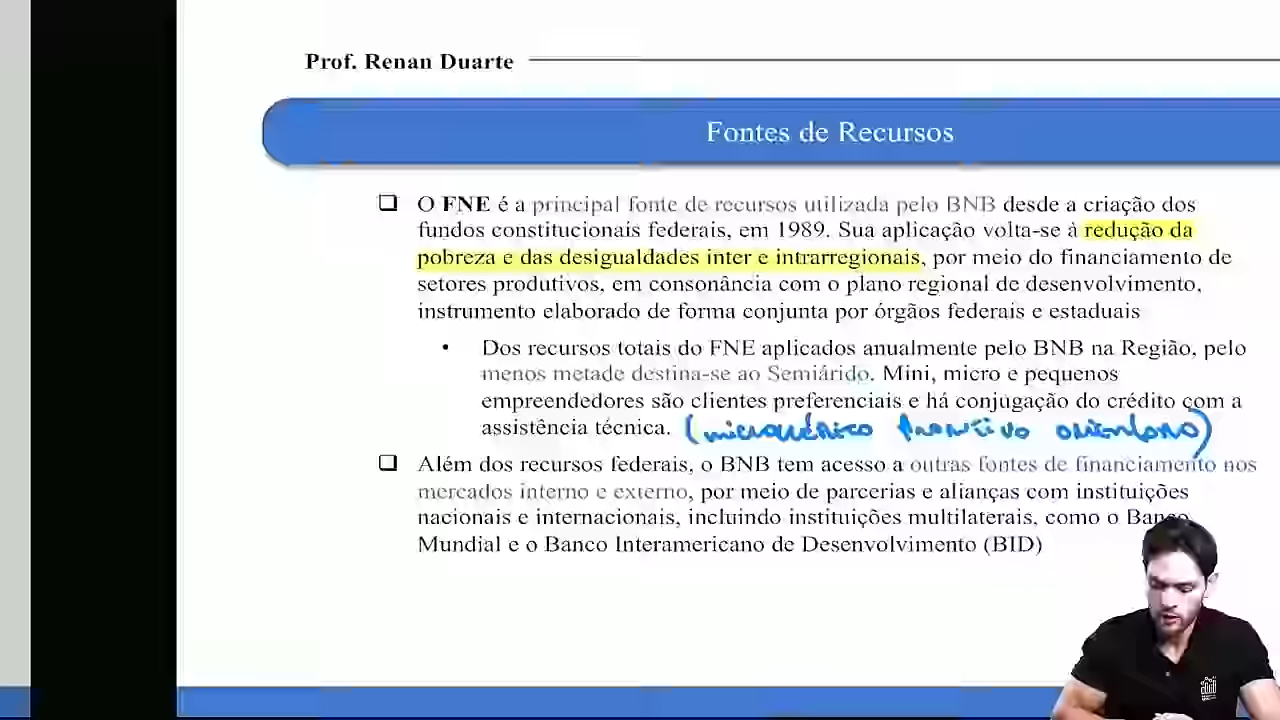 Prof. Renan Duarte
Fontes de Recursos
O FNE é a principal fonte de recursos utilizada pelo BNB desde a criação dos
fundos constitucionais federais, em 1989. Sua aplicação volta-se à redução da
pobreza e das desigualdades inter e intrarregionais, por meio do financiamento de
setores produtivos, em consonância com o plano regional de desenvolvimento,
instrumento elaborado de forma conjunta por órgãos federais e estaduais
• Dos recursos totais do FNE aplicados anualmente pelo BNB na Região, pelo
menos metade destina-se ao Semiárido. Mini, micro e pequenos
empreendedores são clientes preferenciais e há conjugação do crédito com a
assistência técnica. (microcrédito produtivo orientado)
Além dos recursos federais, o BNB tem acesso a outras fontes de financiamento nos
mercados interno e externo, por meio de parcerias e alianças com instituições
nacionais e internacionais, incluindo instituições multilaterais, como o Banco
Mundial e o Banco Interamericano de Desenvolvimento (BID)